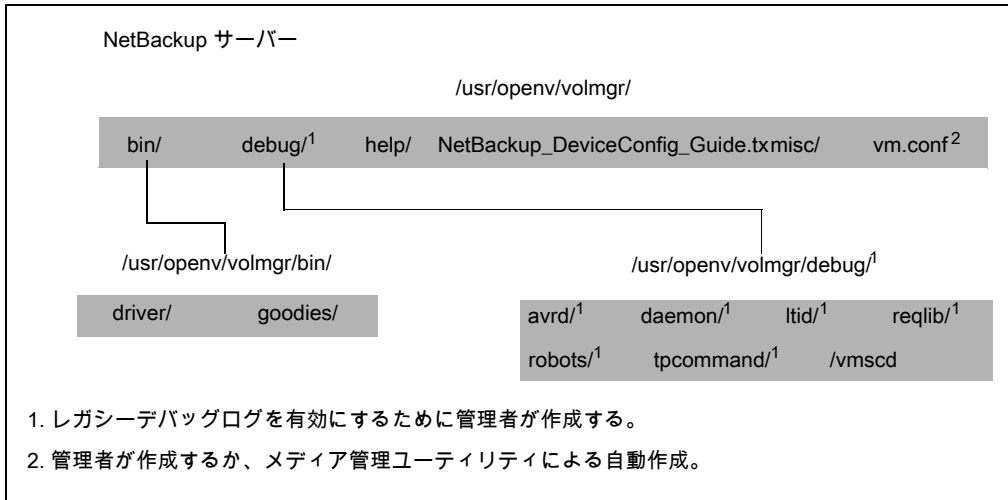 NetBackup サーバー
/usr/openv/volmgr/
bin/ debug/1 help/ NetBackup_DeviceConfig_Guide.txmisc/ vm.conf 2
/usr/openv/volmgr/bin/ /usr/openv/volmgr/debug/1
driver/ goodies/ avrd/1 daemon/1 ltid/1 reqlib/1
robots/1 tpcommand/1 /vmscd
1. レガシーデバッグログを有効にするために管理者が作成する。
2. 管理者が作成するか、メディア管理ユーティリティによる自動作成。